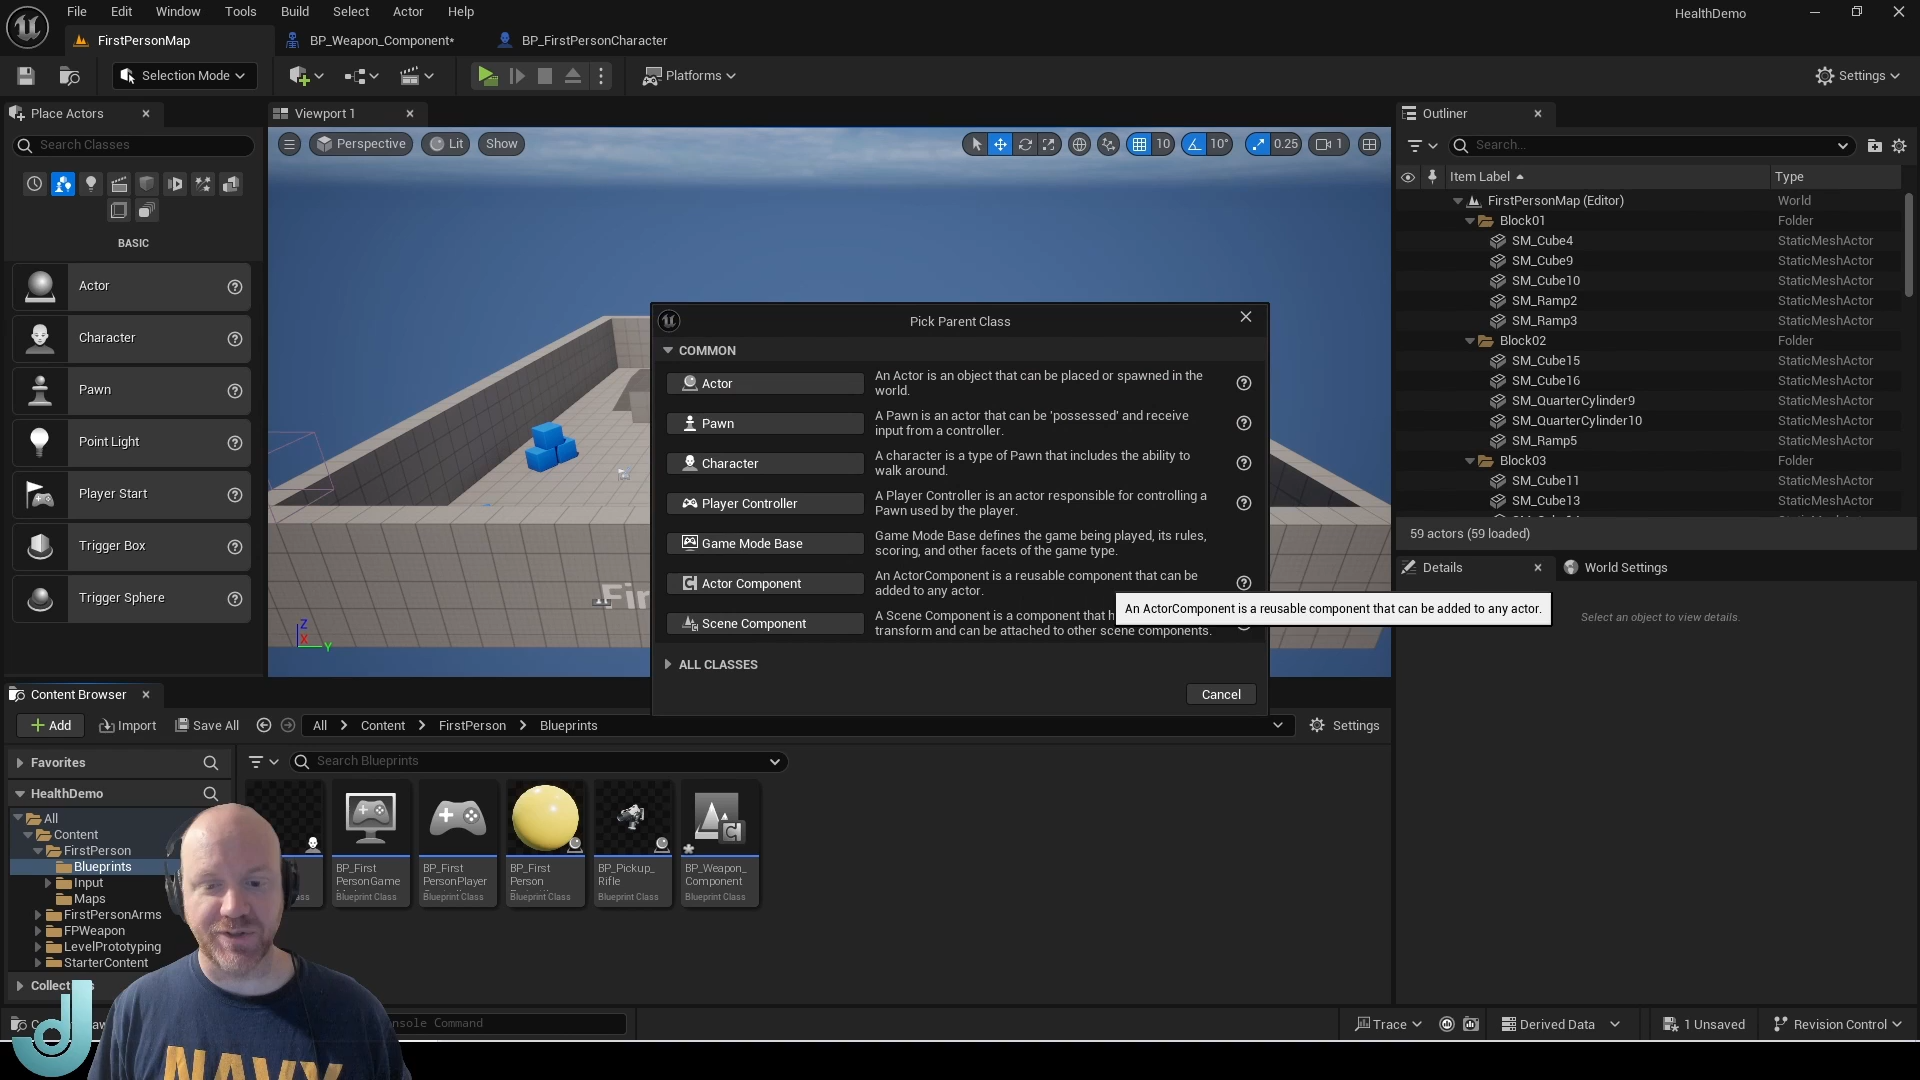 File Edit Window Tools Build Select Actor Help
HealthDemo
FirstPersonMap
BP_Weapon_Component*
BP_FirstPersonCharacter
Selection Mode
Platforms
Settings
Place Actors
Search Classes
BASIC
Actor
Character
Pawn
Point Light
Player Start
Trigger Box
Trigger Sphere
Viewport 1
Perspective Lit Show
10 10° 0.25 1
Z
X
Y
Fir
Pick Parent Class
COMMON
Actor
An Actor is an object that can be placed or spawned in the
world.
Pawn
A Pawn is an actor that can be 'possessed' and receive
input from a controller.
Character
A character is a type of Pawn that includes the ability to
walk around.
Player Controller
A Player Controller is an actor responsible for controlling a
Pawn used by the player.
Game Mode Base
Game Mode Base defines the game being played, its rules,
scoring, and other facets of the game type.
Actor Component
An ActorComponent is a reusable component that can be
added to any actor.
Scene Component
A Scene Component is a component that h
transform and can be attached to other scene components.
An ActorComponent is a reusable component that can be added to any actor.
ALL CLASSES
Cancel
Outliner
Search...
Item Label Type
FirstPersonMap (Editor) World
Block01 Folder
SM_Cube4 StaticMeshActor
SM_Cube9 StaticMeshActor
SM_Cube10 StaticMeshActor
SM_Ramp2 StaticMeshActor
SM_Ramp3 StaticMeshActor
Block02 Folder
SM_Cube15 StaticMeshActor
SM_Cube16 StaticMeshActor
SM_QuarterCylinder9 StaticMeshActor
SM_QuarterCylinder10 StaticMeshActor
SM_Ramp5 StaticMeshActor
Block03 Folder
SM_Cube11 StaticMeshActor
SM_Cube13 StaticMeshActor
59 actors (59 loaded)
Details
World Settings
Select an object to view details.
Content Browser
Add Import Save All All Content FirstPerson Blueprints Settings
Favorites
Search Blueprints
HealthDemo
All
Content
FirstPerson
Blueprints
Input
Maps
FirstPersonArms
FPWeapon
LevelPrototyping
StarterContent
Collec
BP_First
PersonGame
Blueprint Class
BP_First
PersonPlayer
Blueprint Class
BP_First
Person
Blueprint Class
BP_Pickup_
Rifle
Blueprint Class
BP_Weapon_
Component
Blueprint Class
nsole Command
Trace Derived Data 1 Unsaved Revision Control
NAVY